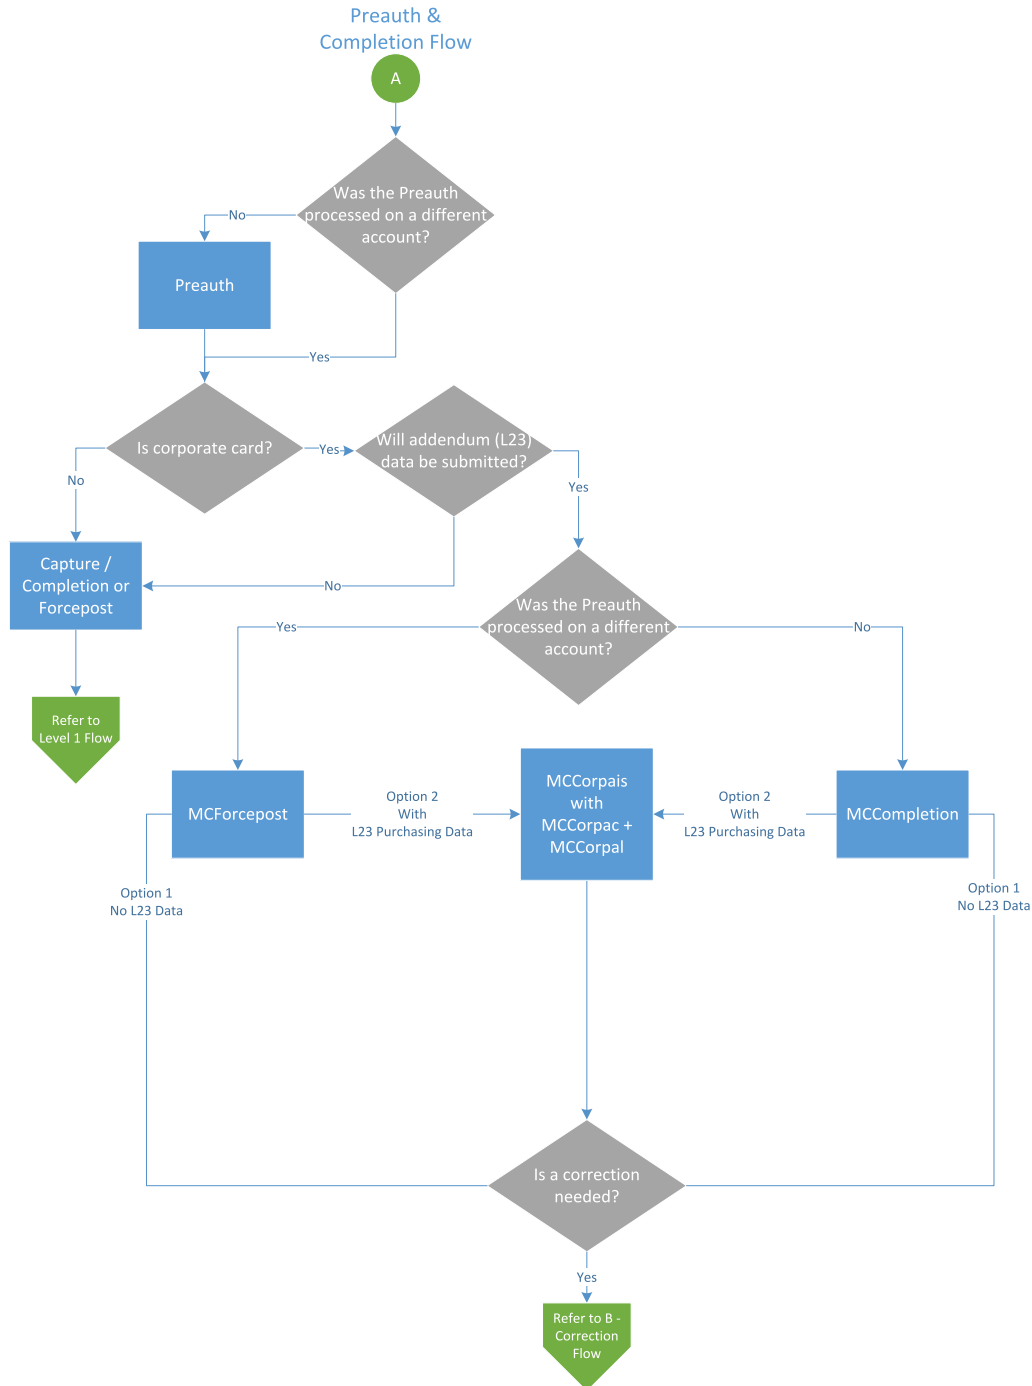 Preauth &
Completion Flow
A
Was the Preauth
processed on a different
account?
No
Preauth
Yes
Is corporate card?
Yes
Will addendum (L23)
data be submitted?
No
Yes
Capture /
Completion or
Forcepost
No
Was the Preauth
processed on a different
account?
Yes
No
Refer to
Level 1 Flow
MCForcepost
Option 2
With
L23 Purchasing Data
MCCorpais
with
MCCorpac +
MCCorpal
Option 2
With
L23 Purchasing Data
MCCompletion
Option 1
No L23 Data
Option 1
No L23 Data
Is a correction
needed?
Yes
Refer to B -
Correction
Flow